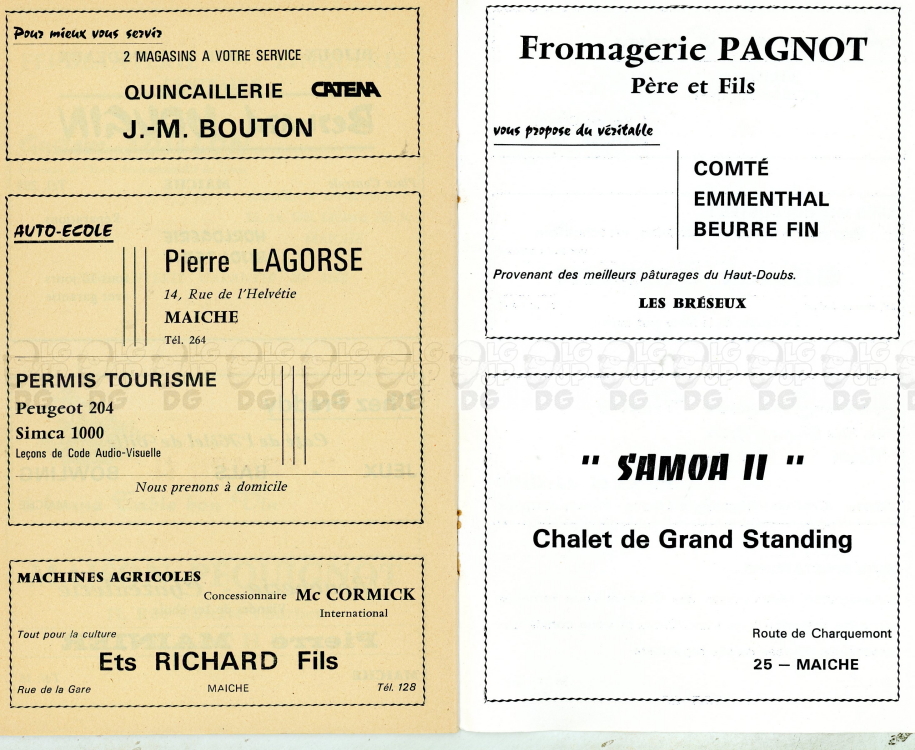 Pour mieux vous servir
2 MAGASINS A VOTRE SERVICE
QUINCAILLERIE CATENA
J.-M. BOUTON
AUTO-ECOLE
Pierre LAGORSE
14, Rue de l'Helvétie
MAICHE
Tél. 264
PERMIS TOURISME
Peugeot 204
Simca 1000
Leçons de Code Audio-Visuelle
Nous prenons à domicile
MACHINES AGRICOLES
Concessionnaire Mc CORMICK
International
Tout pour la culture
Ets RICHARD Fils
Rue de la Gare MAICHE Tél. 128
Fromagerie PAGNOT
Père et Fils
vous propose du véritable
COMTÉ
EMMENTHAL
BEURRE FIN
Provenant des meilleurs pâturages du Haut-Doubs.
LES BRÉSEUX
" SAMOA II "
Chalet de Grand Standing
Route de Charquemont
25 — MAICHE